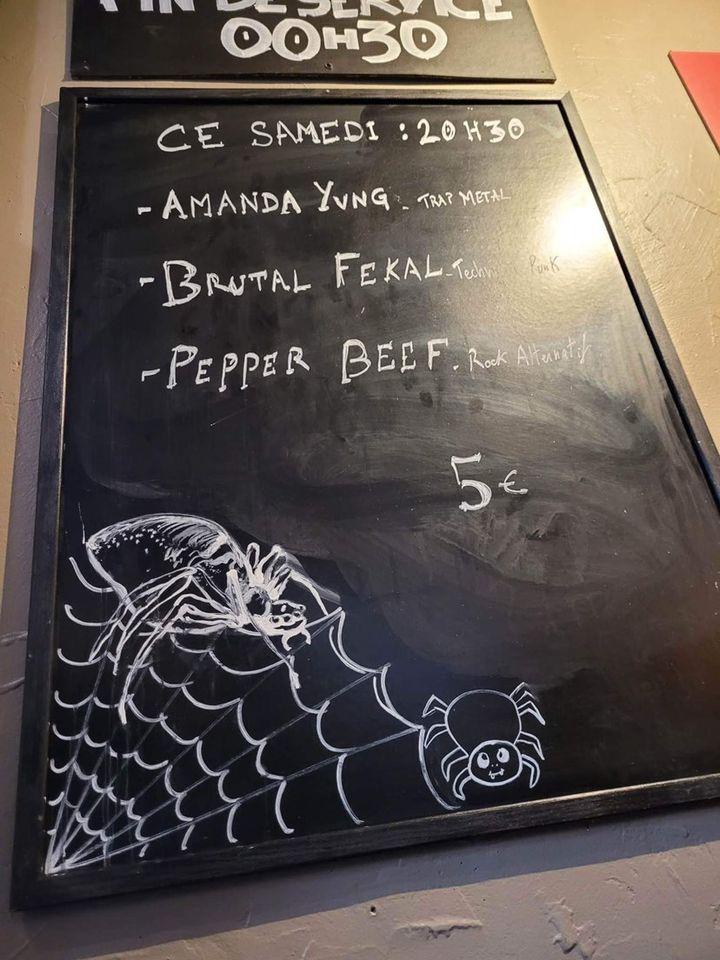 FIN DE SERVICE
00H30
CE SAMEDI : 20H30
- AMANDA YUNG - TRAP METAL
- BRUTAL FEKAL - Techn Punk
- PEPPER BEEF - Rock Alternatif
5€